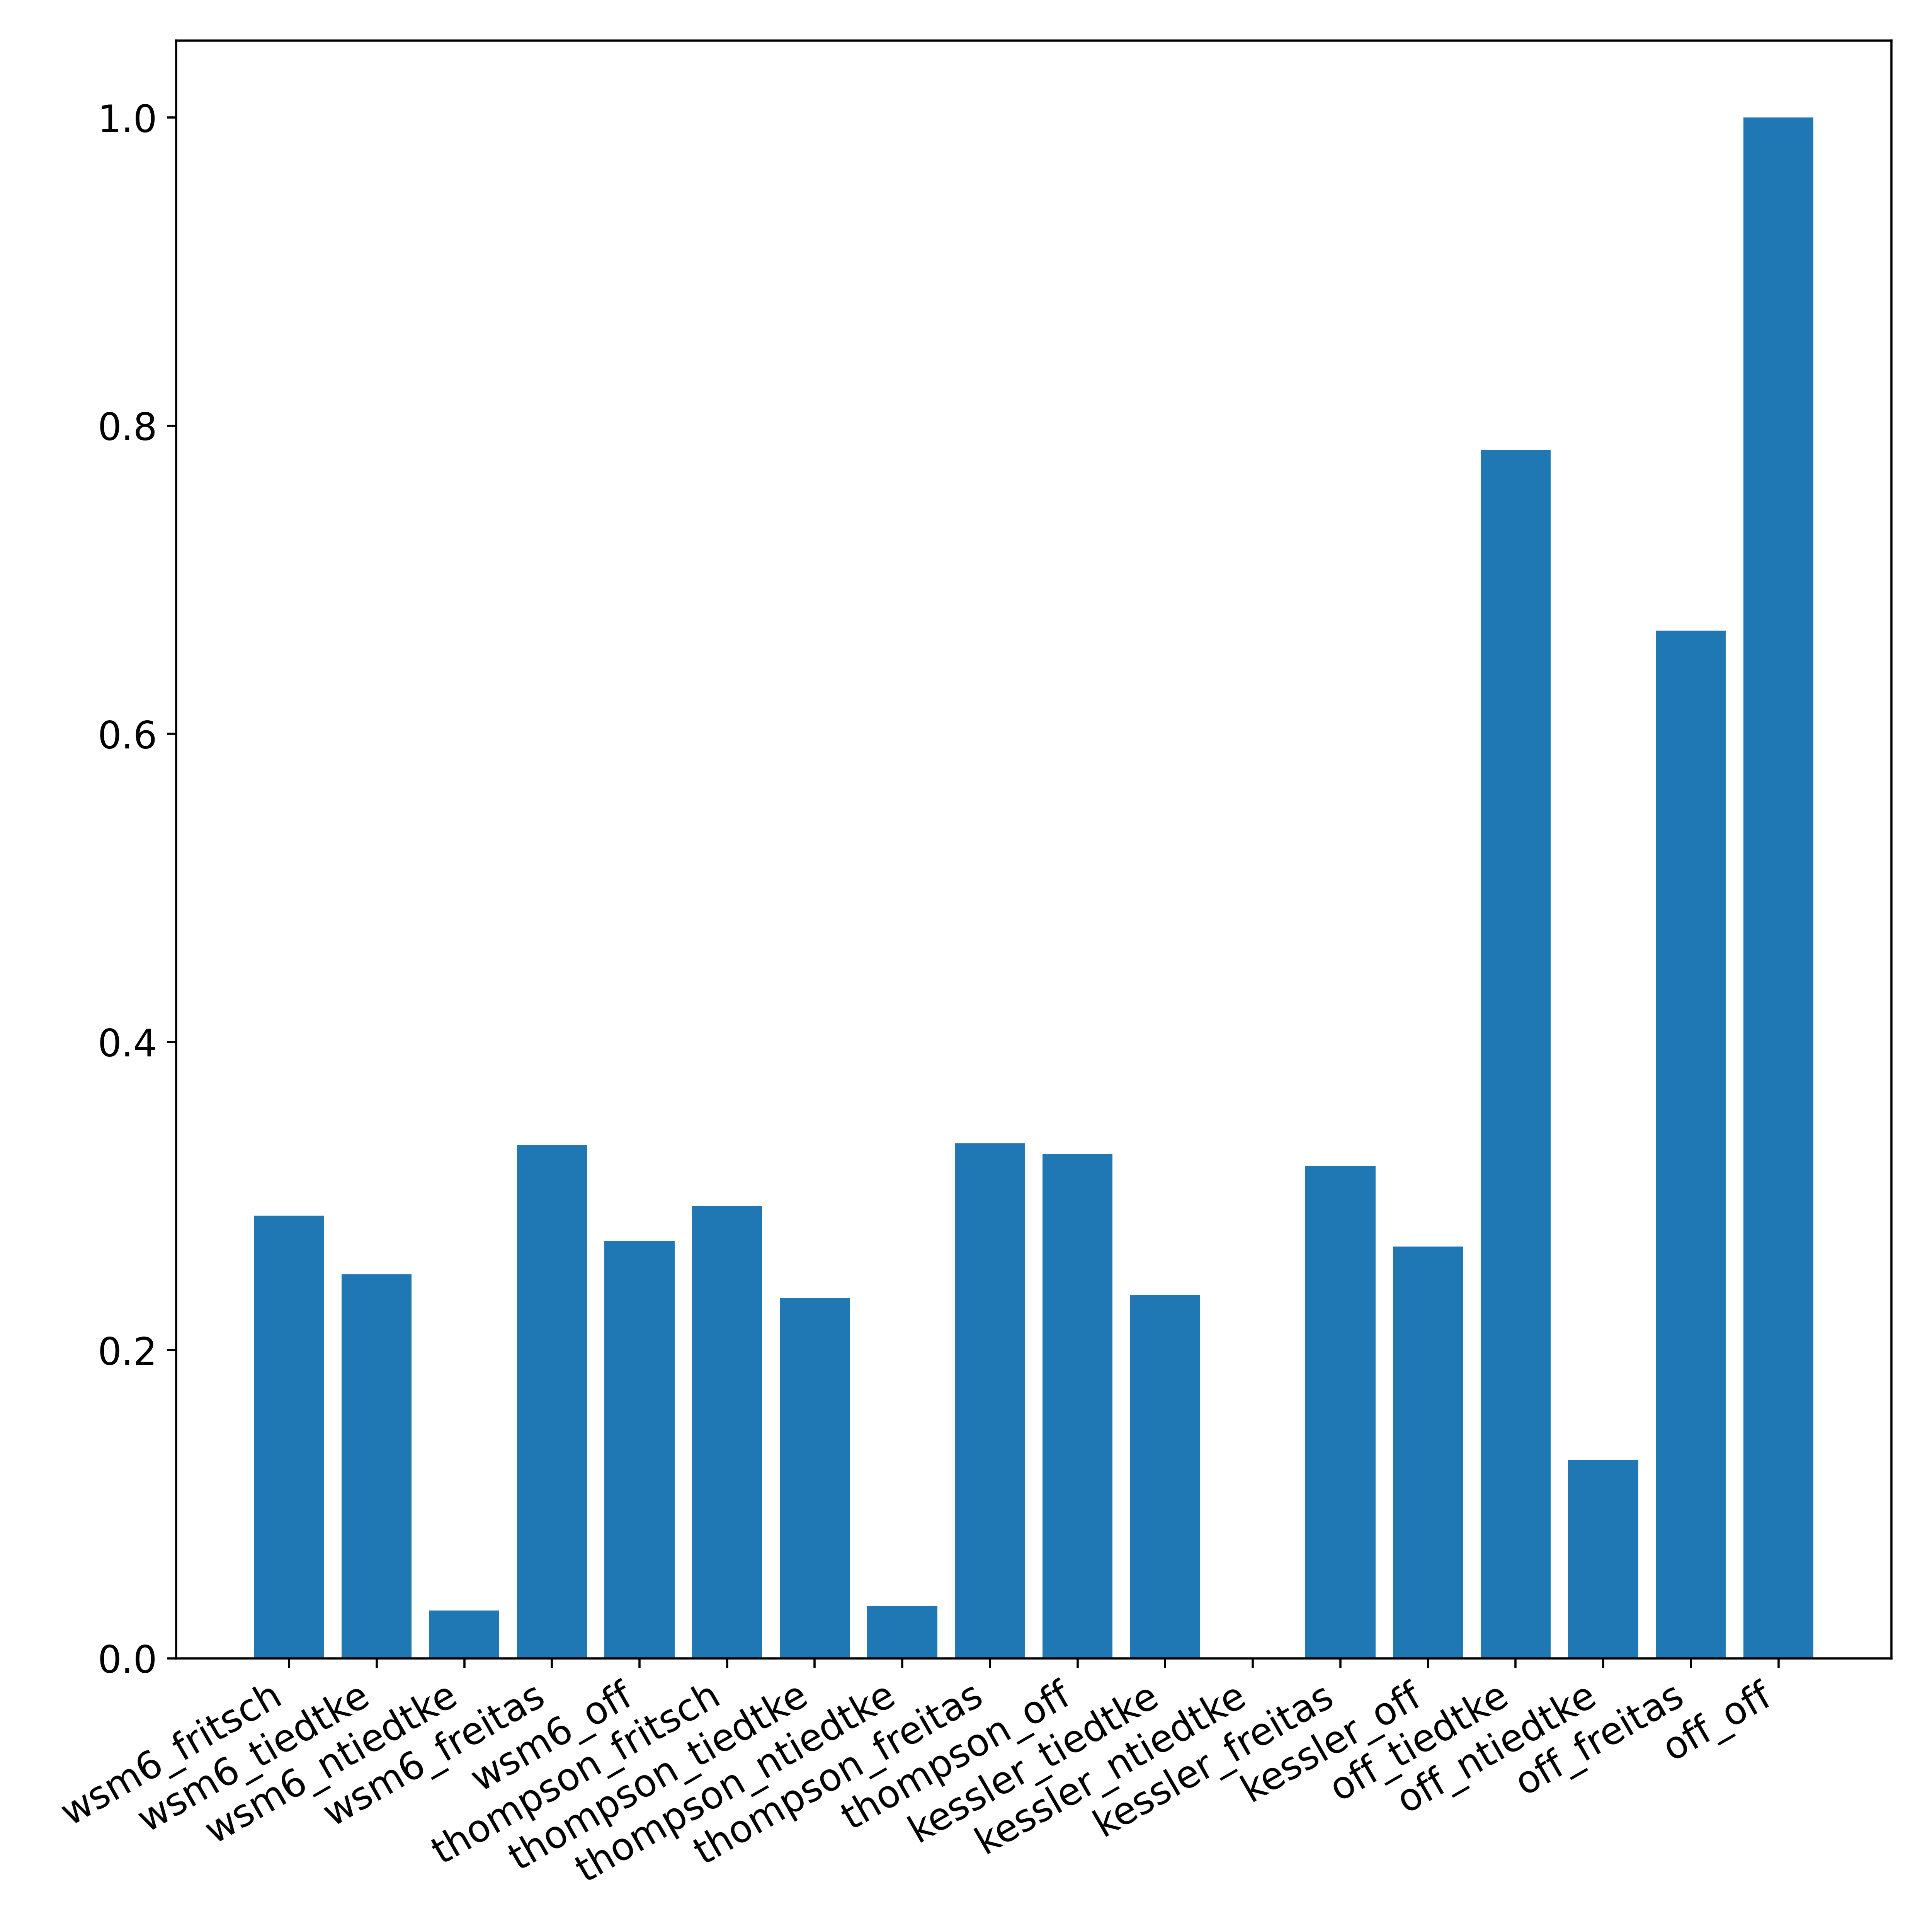 1.0
0.8
0.6
0.4
0.2
0.0
wsm6_fritsch
wsm6_tiedtke
wsm6_ntiedtke
wsm6_freitas
wsm6_off
thompson_fritsch
thompson_tiedtke
thompson_ntiedtke
thompson_freitas
thompson_off
kessler_tiedtke
kessler_ntiedtke
kessler_freitas
kessler_off
off_tiedtke
off_ntiedtke
off_freitas
off_off